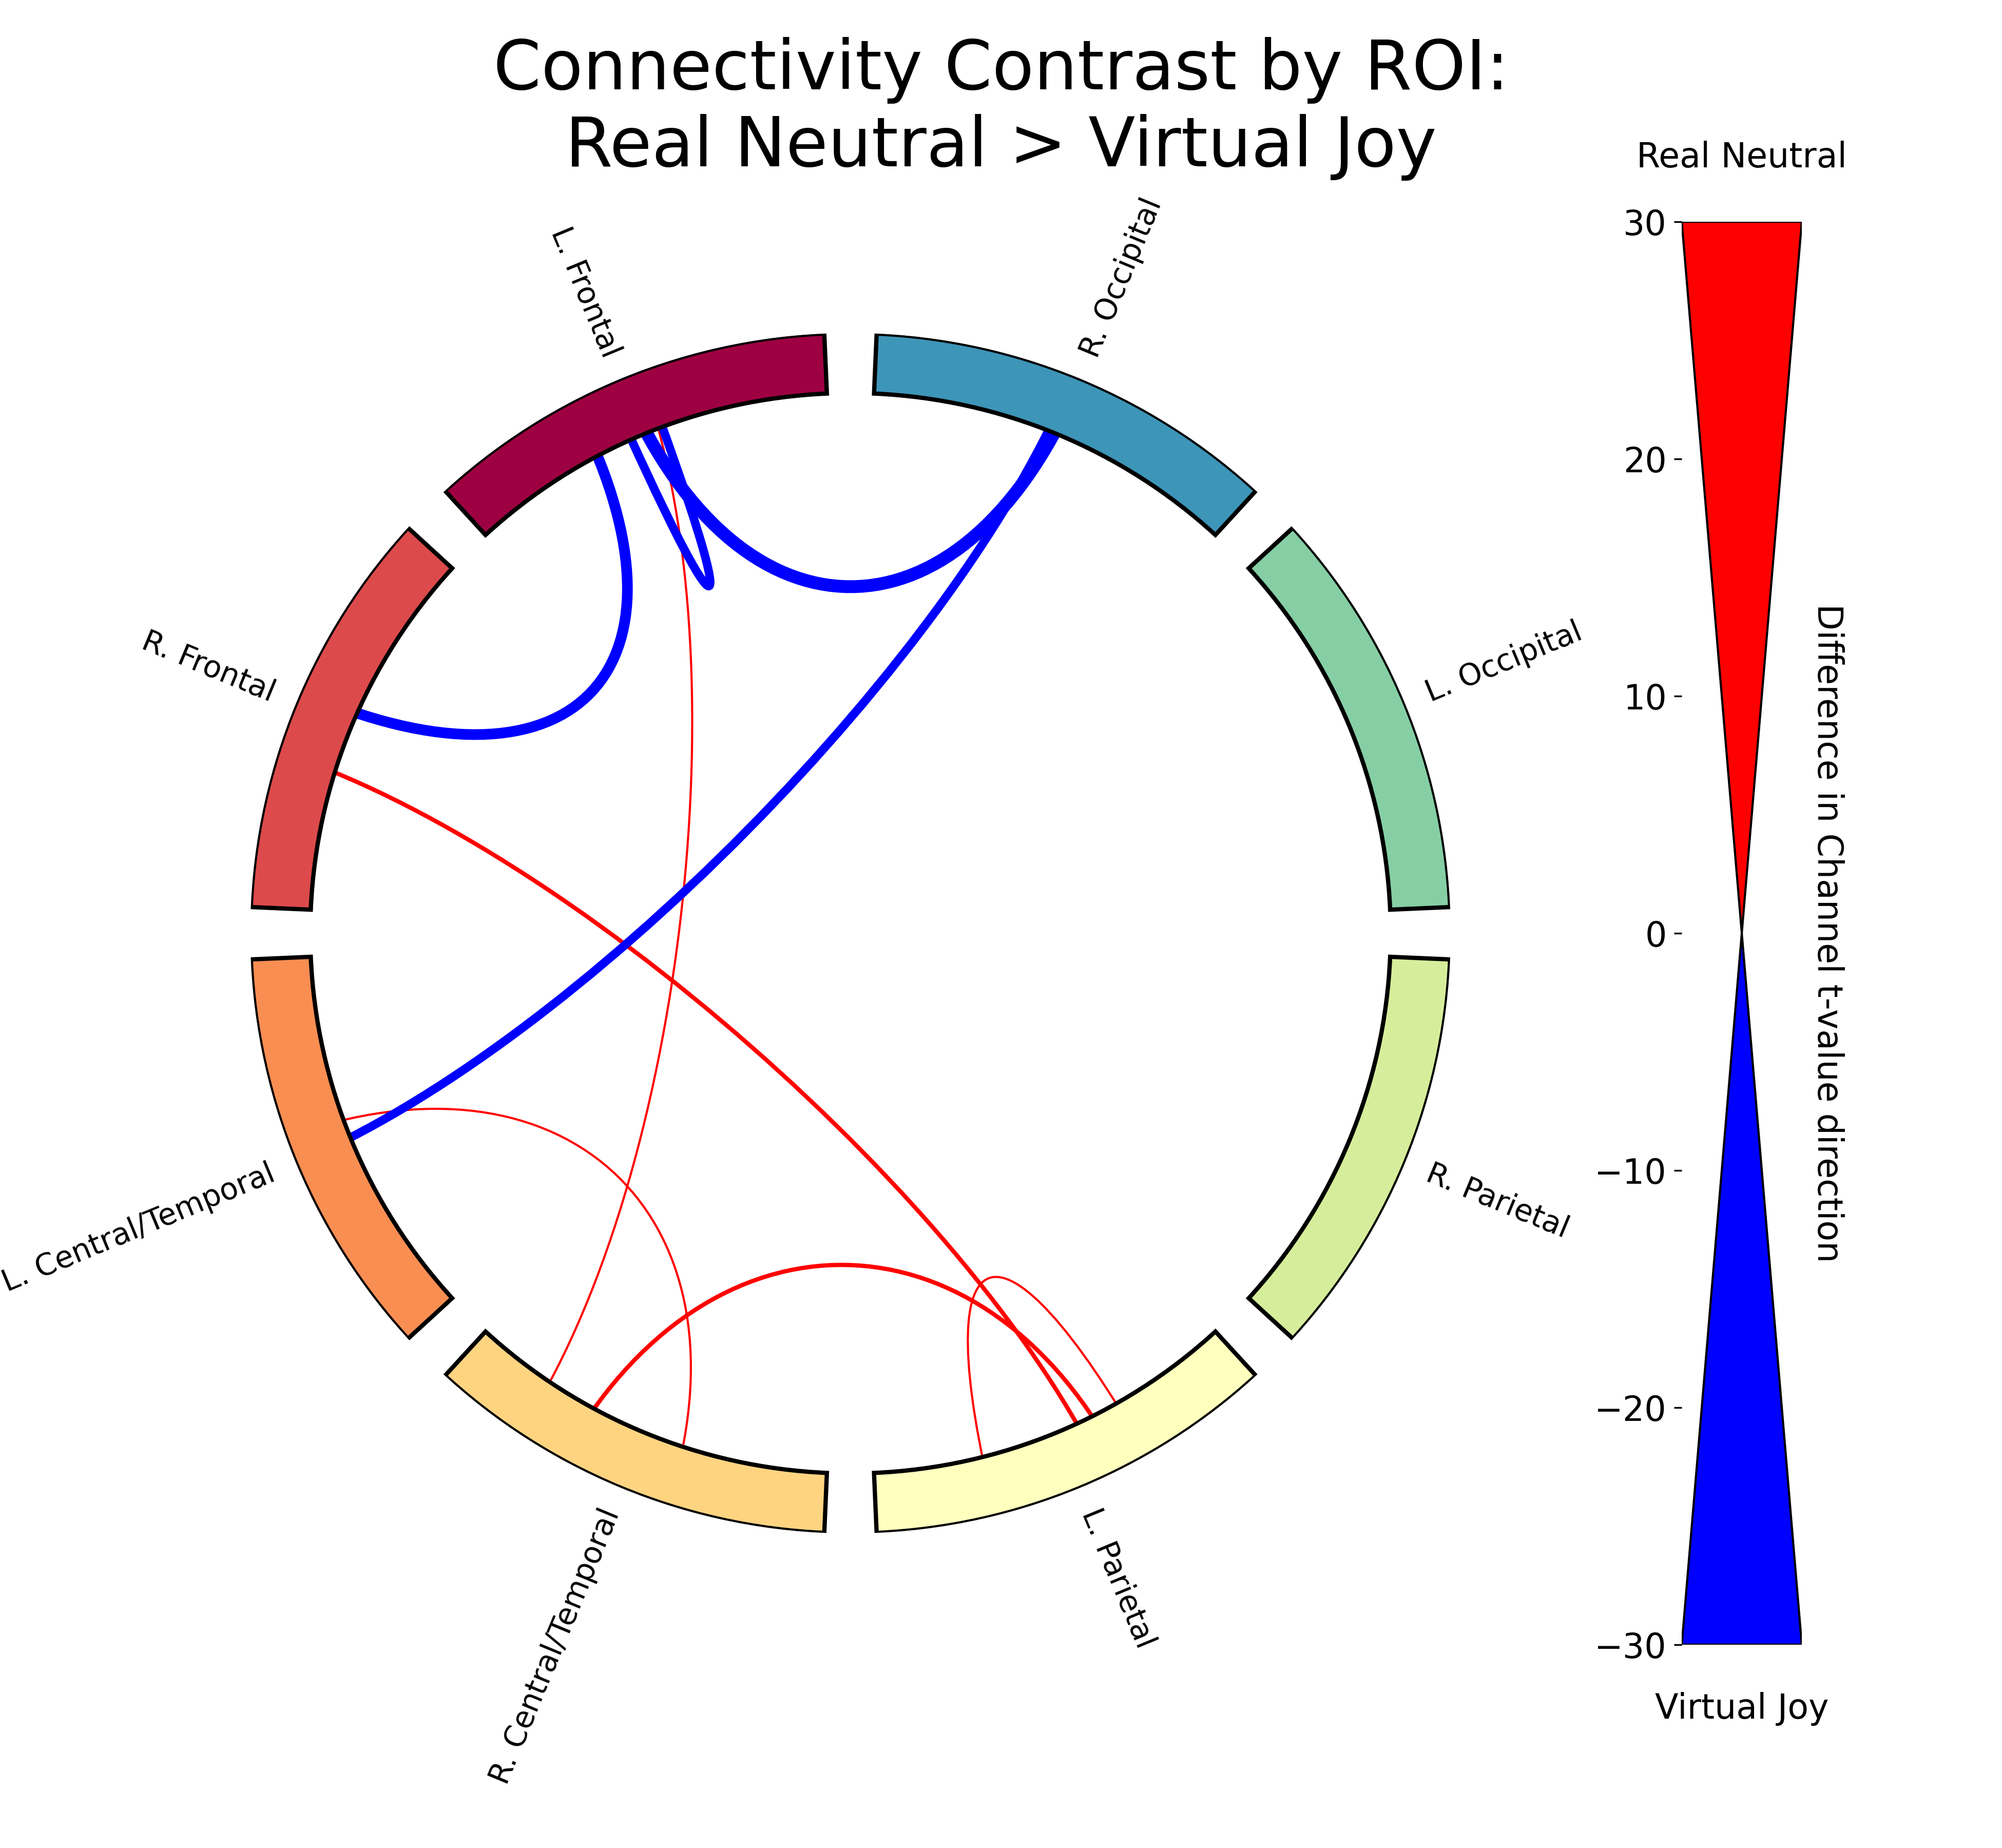 Connectivity Contrast by ROI:
Real Neutral > Virtual Joy
L. Frontal
R. Occipital
R. Frontal
L. Occipital
L. Central/Temporal
R. Parietal
R. Central/Temporal
L. Parietal
Real Neutral
30
20
10
0
−10
−20
−30
Difference in Channel t-value direction
Virtual Joy